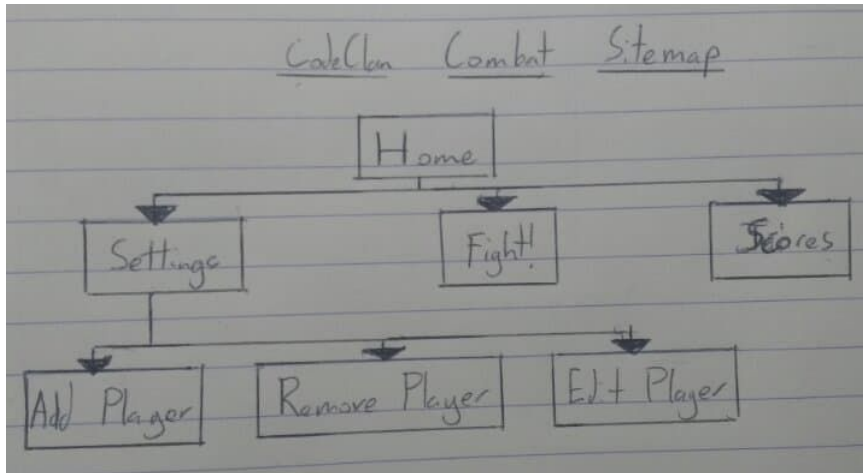 CodeClan Combat Sitemap
Home
Settings Fight! Scores
Add Player Remove Player Edit Player